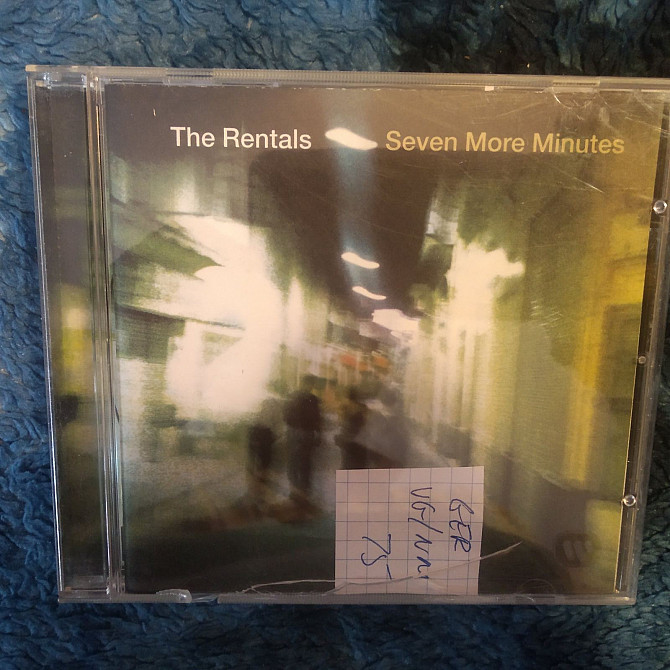 The Rentals
Seven More Minutes
GER
VG/NM
75